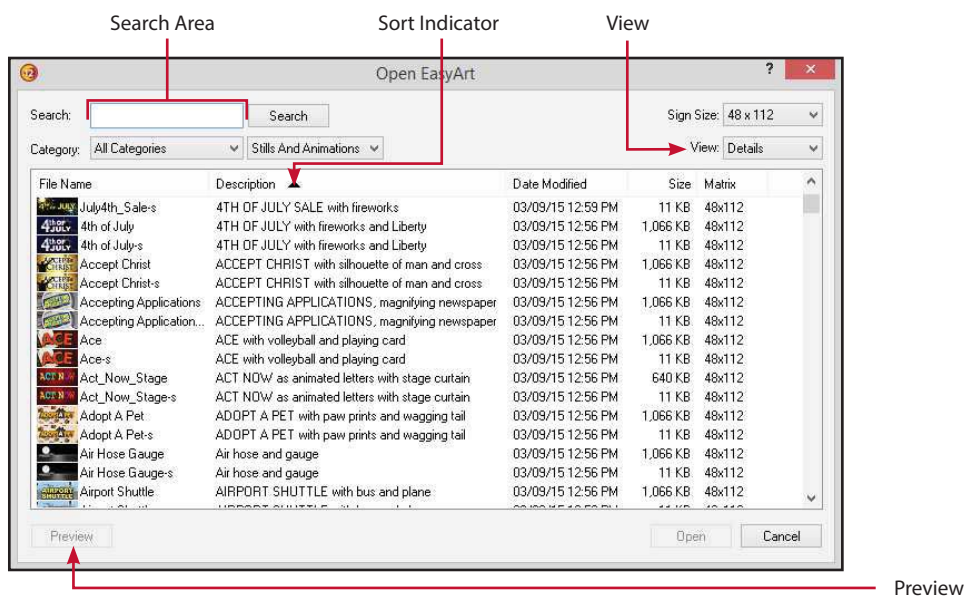 Search Area Sort Indicator View
Open EasyArt ?
Search: Search Sign Size: 48 x 112
Category: All Categories Stills And Animations View: Details
File Name Description Date Modified Size Matrix
July4th_Sale-s 4TH OF JULY SALE with fireworks 03/09/15 12:59 PM 11 KB 48x112
4th of July 4TH OF JULY with fireworks and Liberty 03/09/15 12:56 PM 1,066 KB 48x112
4th of July-s 4TH OF JULY with fireworks and Liberty 03/09/15 12:56 PM 11 KB 48x112
Accept Christ ACCEPT CHRIST with silhouette of man and cross 03/09/15 12:56 PM 1,066 KB 48x112
Accept Christ-s ACCEPT CHRIST with silhouette of man and cross 03/09/15 12:56 PM 11 KB 48x112
Accepting Applications ACCEPTING APPLICATIONS, magnifying newspaper 03/09/15 12:56 PM 1,066 KB 48x112
Accepting Application... ACCEPTING APPLICATIONS, magnifying newspaper 03/09/15 12:56 PM 11 KB 48x112
ACE Ace ACE with volleyball and playing card 03/09/15 12:56 PM 1,066 KB 48x112
ACE Ace-s ACE with volleyball and playing card 03/09/15 12:56 PM 11 KB 48x112
Act_Now_Stage ACT NOW as animated letters with stage curtain 03/09/15 12:56 PM 640 KB 48x112
Act_Now_Stage-s ACT NOW as animated letters with stage curtain 03/09/15 12:56 PM 11 KB 48x112
Adopt A Pet ADOPT A PET with paw prints and wagging tail 03/09/15 12:56 PM 1,066 KB 48x112
Adopt A Pet-s ADOPT A PET with paw prints and wagging tail 03/09/15 12:56 PM 11 KB 48x112
Air Hose Gauge Air hose and gauge 03/09/15 12:56 PM 1,066 KB 48x112
Air Hose Gauge-s Air hose and gauge 03/09/15 12:56 PM 11 KB 48x112
Airport Shuttle AIRPORT SHUTTLE with bus and plane 03/09/15 12:56 PM 1,066 KB 48x112
Preview Open Cancel
Preview